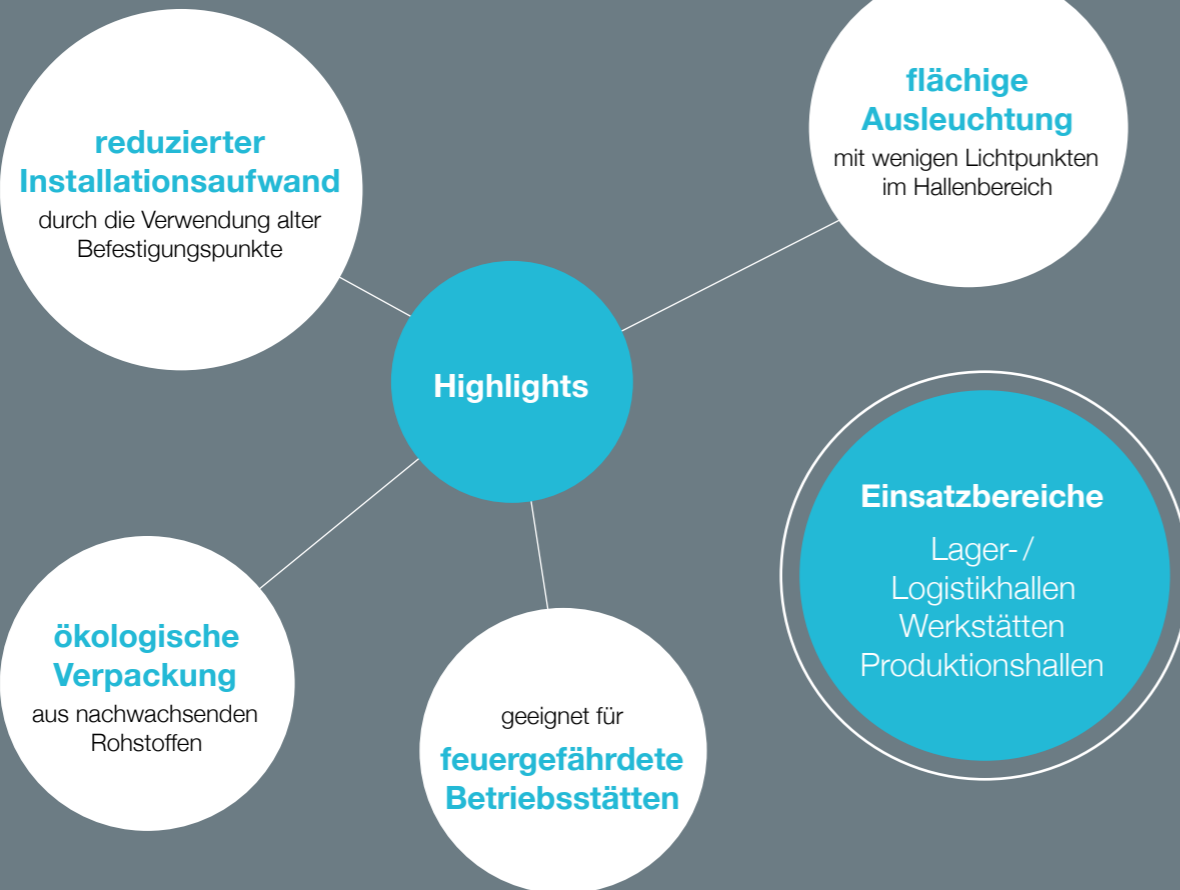 reduzierter
Installationsaufwand
durch die Verwendung alter
Befestigungspunkte
flächige
Ausleuchtung
mit wenigen Lichtpunkten
im Hallenbereich
Highlights
Einsatzbereiche
Lager- /
Logistikhallen
Werkstätten
Produktionshallen
ökologische
Verpackung
aus nachwachsenden
Rohstoffen
geeignet für
feuergefährdete
Betriebsstätten